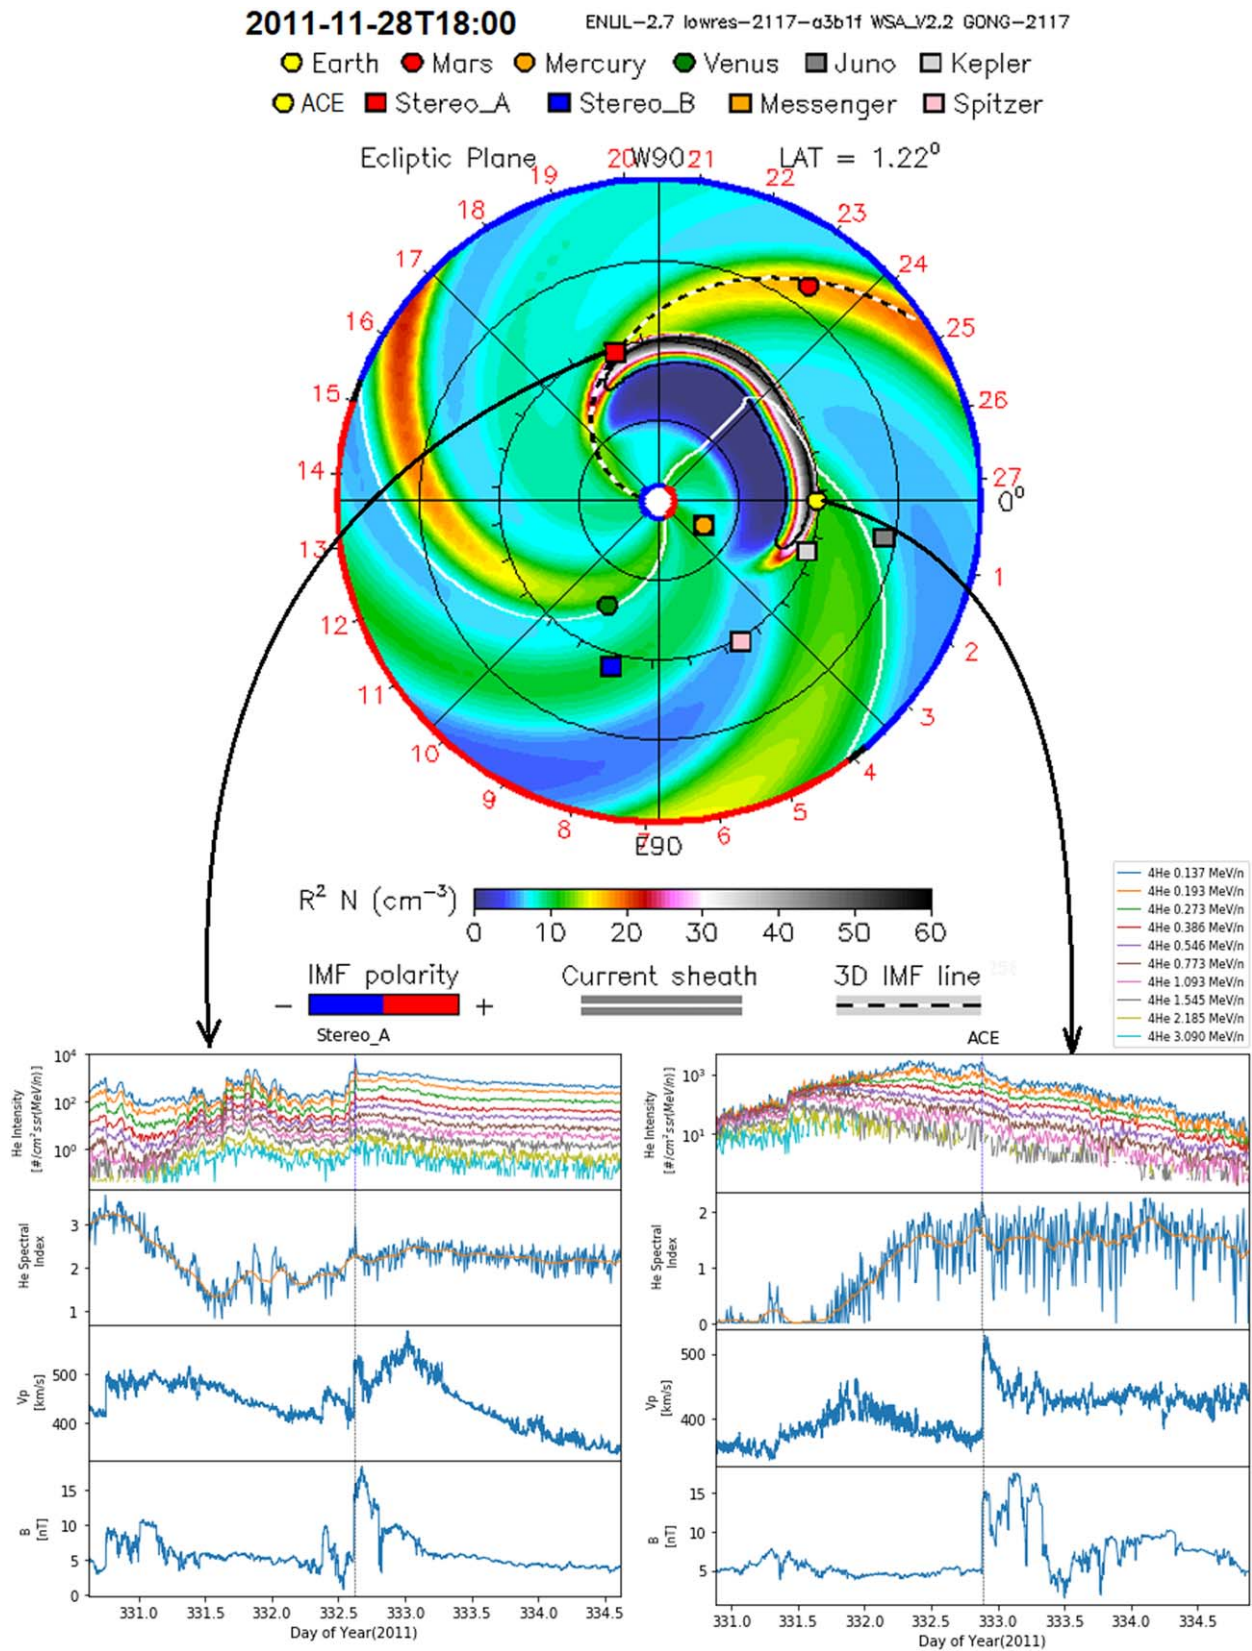 2011-11-28T18:00 ENLIL-2.7 lowres-2117-a3b1f WSA_V2.2 GONG-2117
Earth Mars Mercury Venus Juno Kepler
ACE Stereo_A Stereo_B Messenger Spitzer
Ecliptic Plane W90 LAT = 1.22⁰
20 21
19 22
18 23
17 24
16 25
15 26
14 27
0⁰
13 1
12 2
11 3
10 4
9 5
8 7 6
E90
R² N (cm⁻³)
0 10 20 30 40 50 60
IMF polarity Current sheath 3D IMF line
− +
4He 0.137 MeV/n
4He 0.193 MeV/n
4He 0.273 MeV/n
4He 0.386 MeV/n
4He 0.546 MeV/n
4He 0.773 MeV/n
4He 1.093 MeV/n
4He 1.545 MeV/n
4He 2.185 MeV/n
4He 3.090 MeV/n
Stereo_A
He Intensity
[#/cm²ssr(MeV/n)]
10⁴
10²
10⁰
He Spectral
Index
3
2
1
Vp
[km/s]
500
400
B
[nT]
15
10
5
0
331.0 331.5 332.0 332.5 333.0 333.5 334.0 334.5
Day of Year(2011)
ACE
He Intensity
[#/cm²ssr(MeV/n)]
10³
10¹
He Spectral
Index
2
1
0
Vp
[km/s]
500
400
B
[nT]
15
10
5
331.0 331.5 332.0 332.5 333.0 333.5 334.0 334.5
Day of Year(2011)